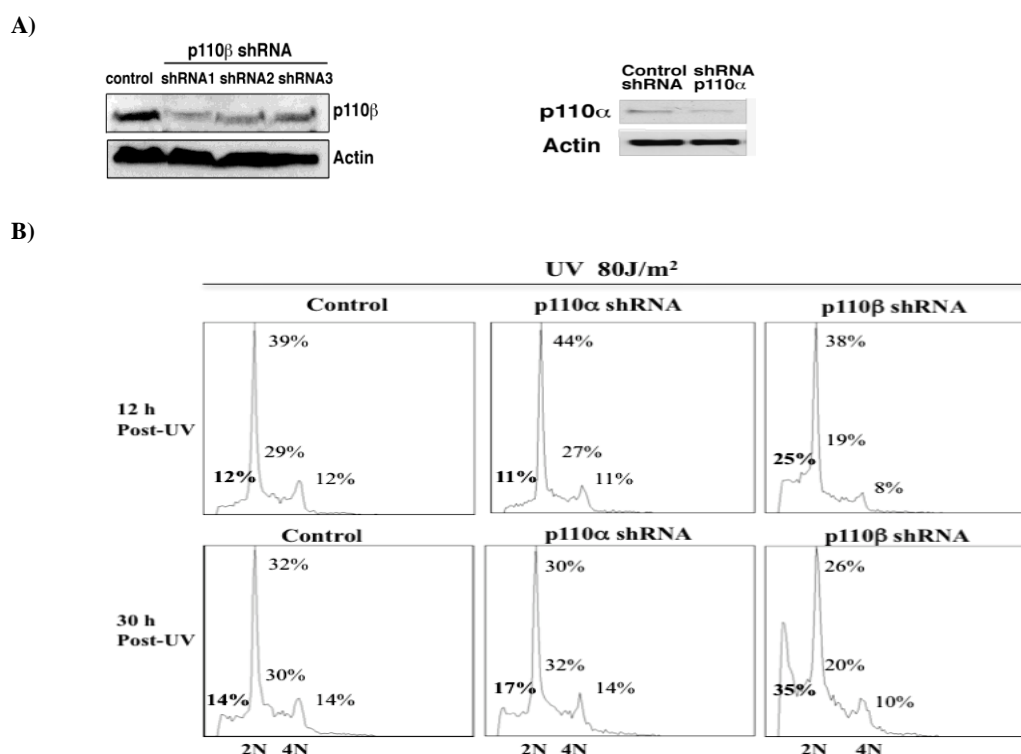 A)
p110β shRNA
control shRNA1 shRNA2 shRNA3
p110β
Actin
Control shRNA
shRNA p110α
p110α
Actin
B)
UV 80J/m²
Control p110α shRNA p110β shRNA
12 h
Post-UV
39%
29%
12% 12%
44%
27%
11% 11%
38%
19%
25%
8%
Control p110α shRNA p110β shRNA
30 h
Post-UV
32%
30%
14% 14%
30%
32%
17% 14%
26%
20%
35% 10%
2N 4N 2N 4N 2N 4N